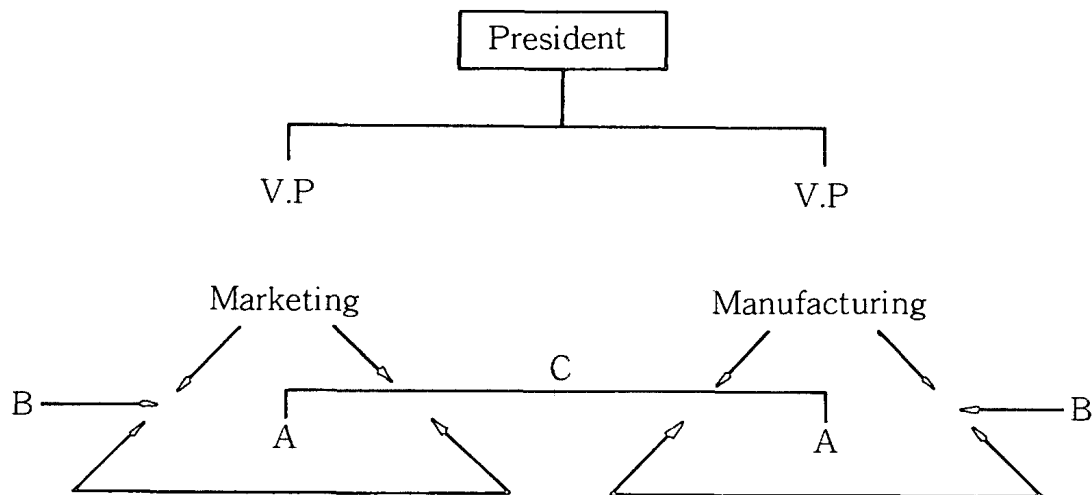 President
V.P V.P
Marketing Manufacturing
C
B B
A A